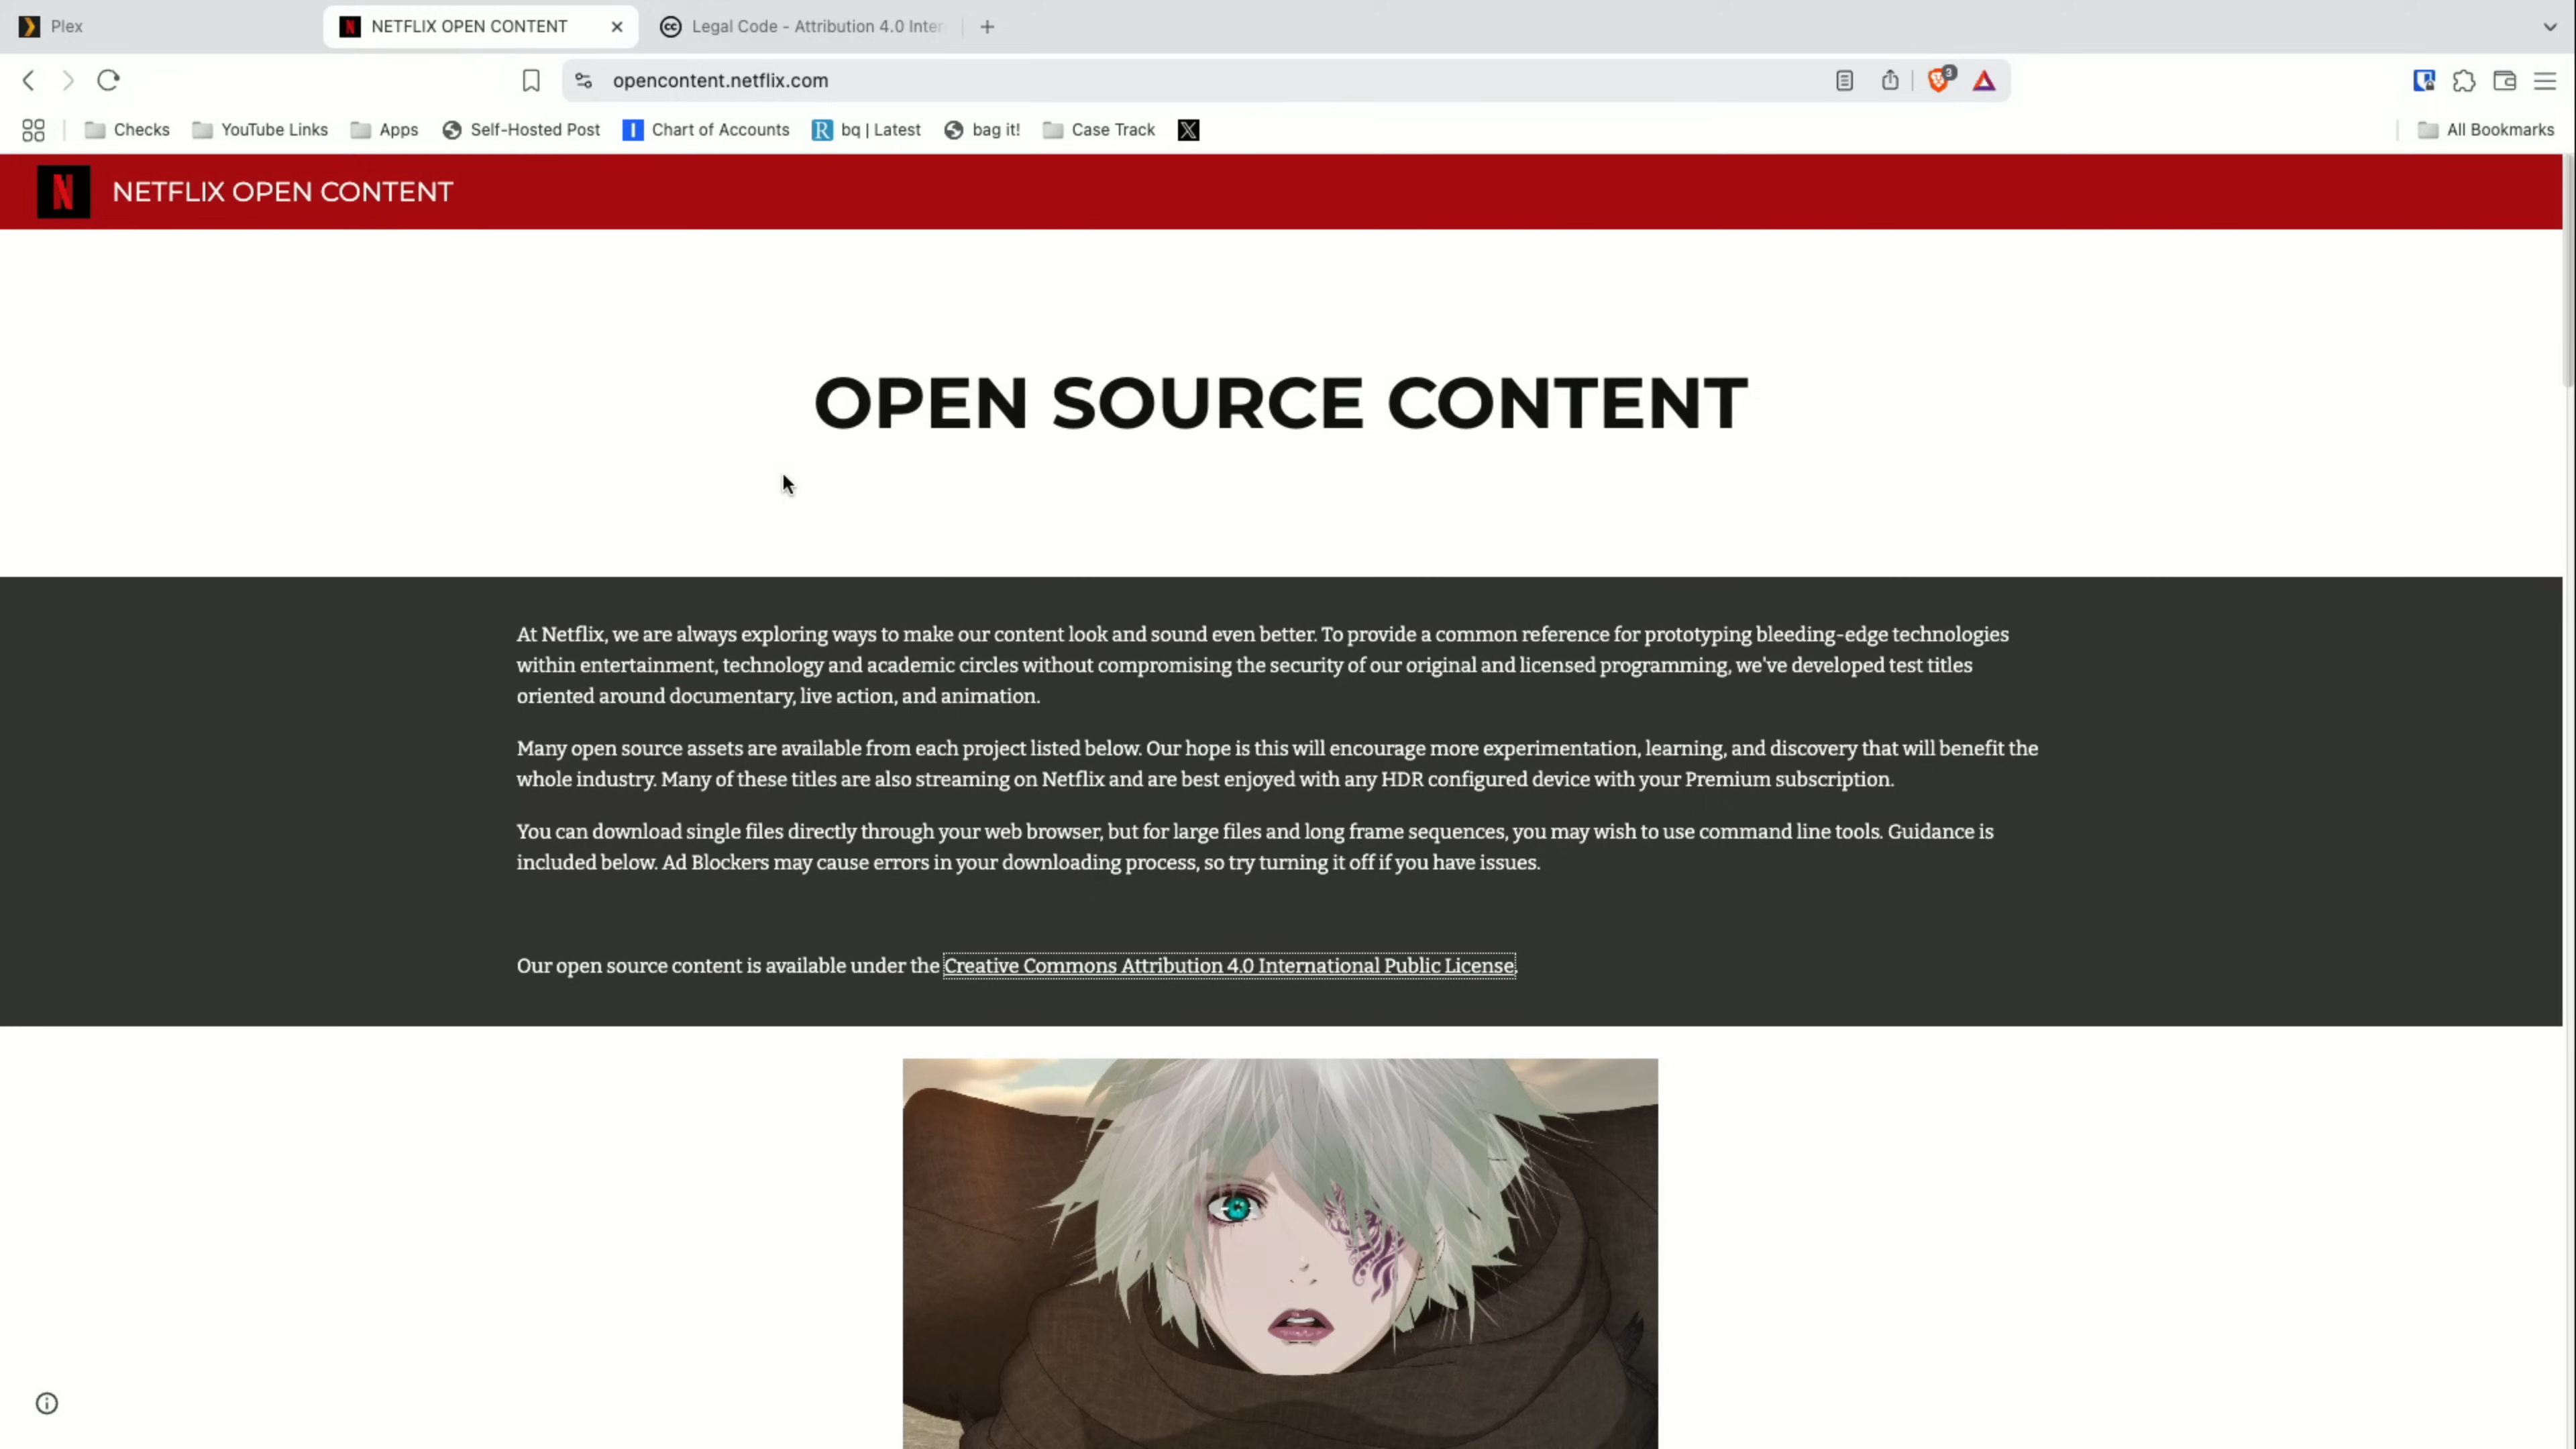 Plex
NETFLIX OPEN CONTENT
Legal Code - Attribution 4.0 Inter
opencontent.netflix.com
3
Checks
YouTube Links
Apps
Self-Hosted Post
Chart of Accounts
bq | Latest
bag it!
Case Track
All Bookmarks
N NETFLIX OPEN CONTENT
OPEN SOURCE CONTENT
At Netflix, we are always exploring ways to make our content look and sound even better. To provide a common reference for prototyping bleeding-edge technologies
within entertainment, technology and academic circles without compromising the security of our original and licensed programming, we've developed test titles
oriented around documentary, live action, and animation.
Many open source assets are available from each project listed below. Our hope is this will encourage more experimentation, learning, and discovery that will benefit the
whole industry. Many of these titles are also streaming on Netflix and are best enjoyed with any HDR configured device with your Premium subscription.
You can download single files directly through your web browser, but for large files and long frame sequences, you may wish to use command line tools. Guidance is
included below. Ad Blockers may cause errors in your downloading process, so try turning it off if you have issues.
Our open source content is available under the Creative Commons Attribution 4.0 International Public License.